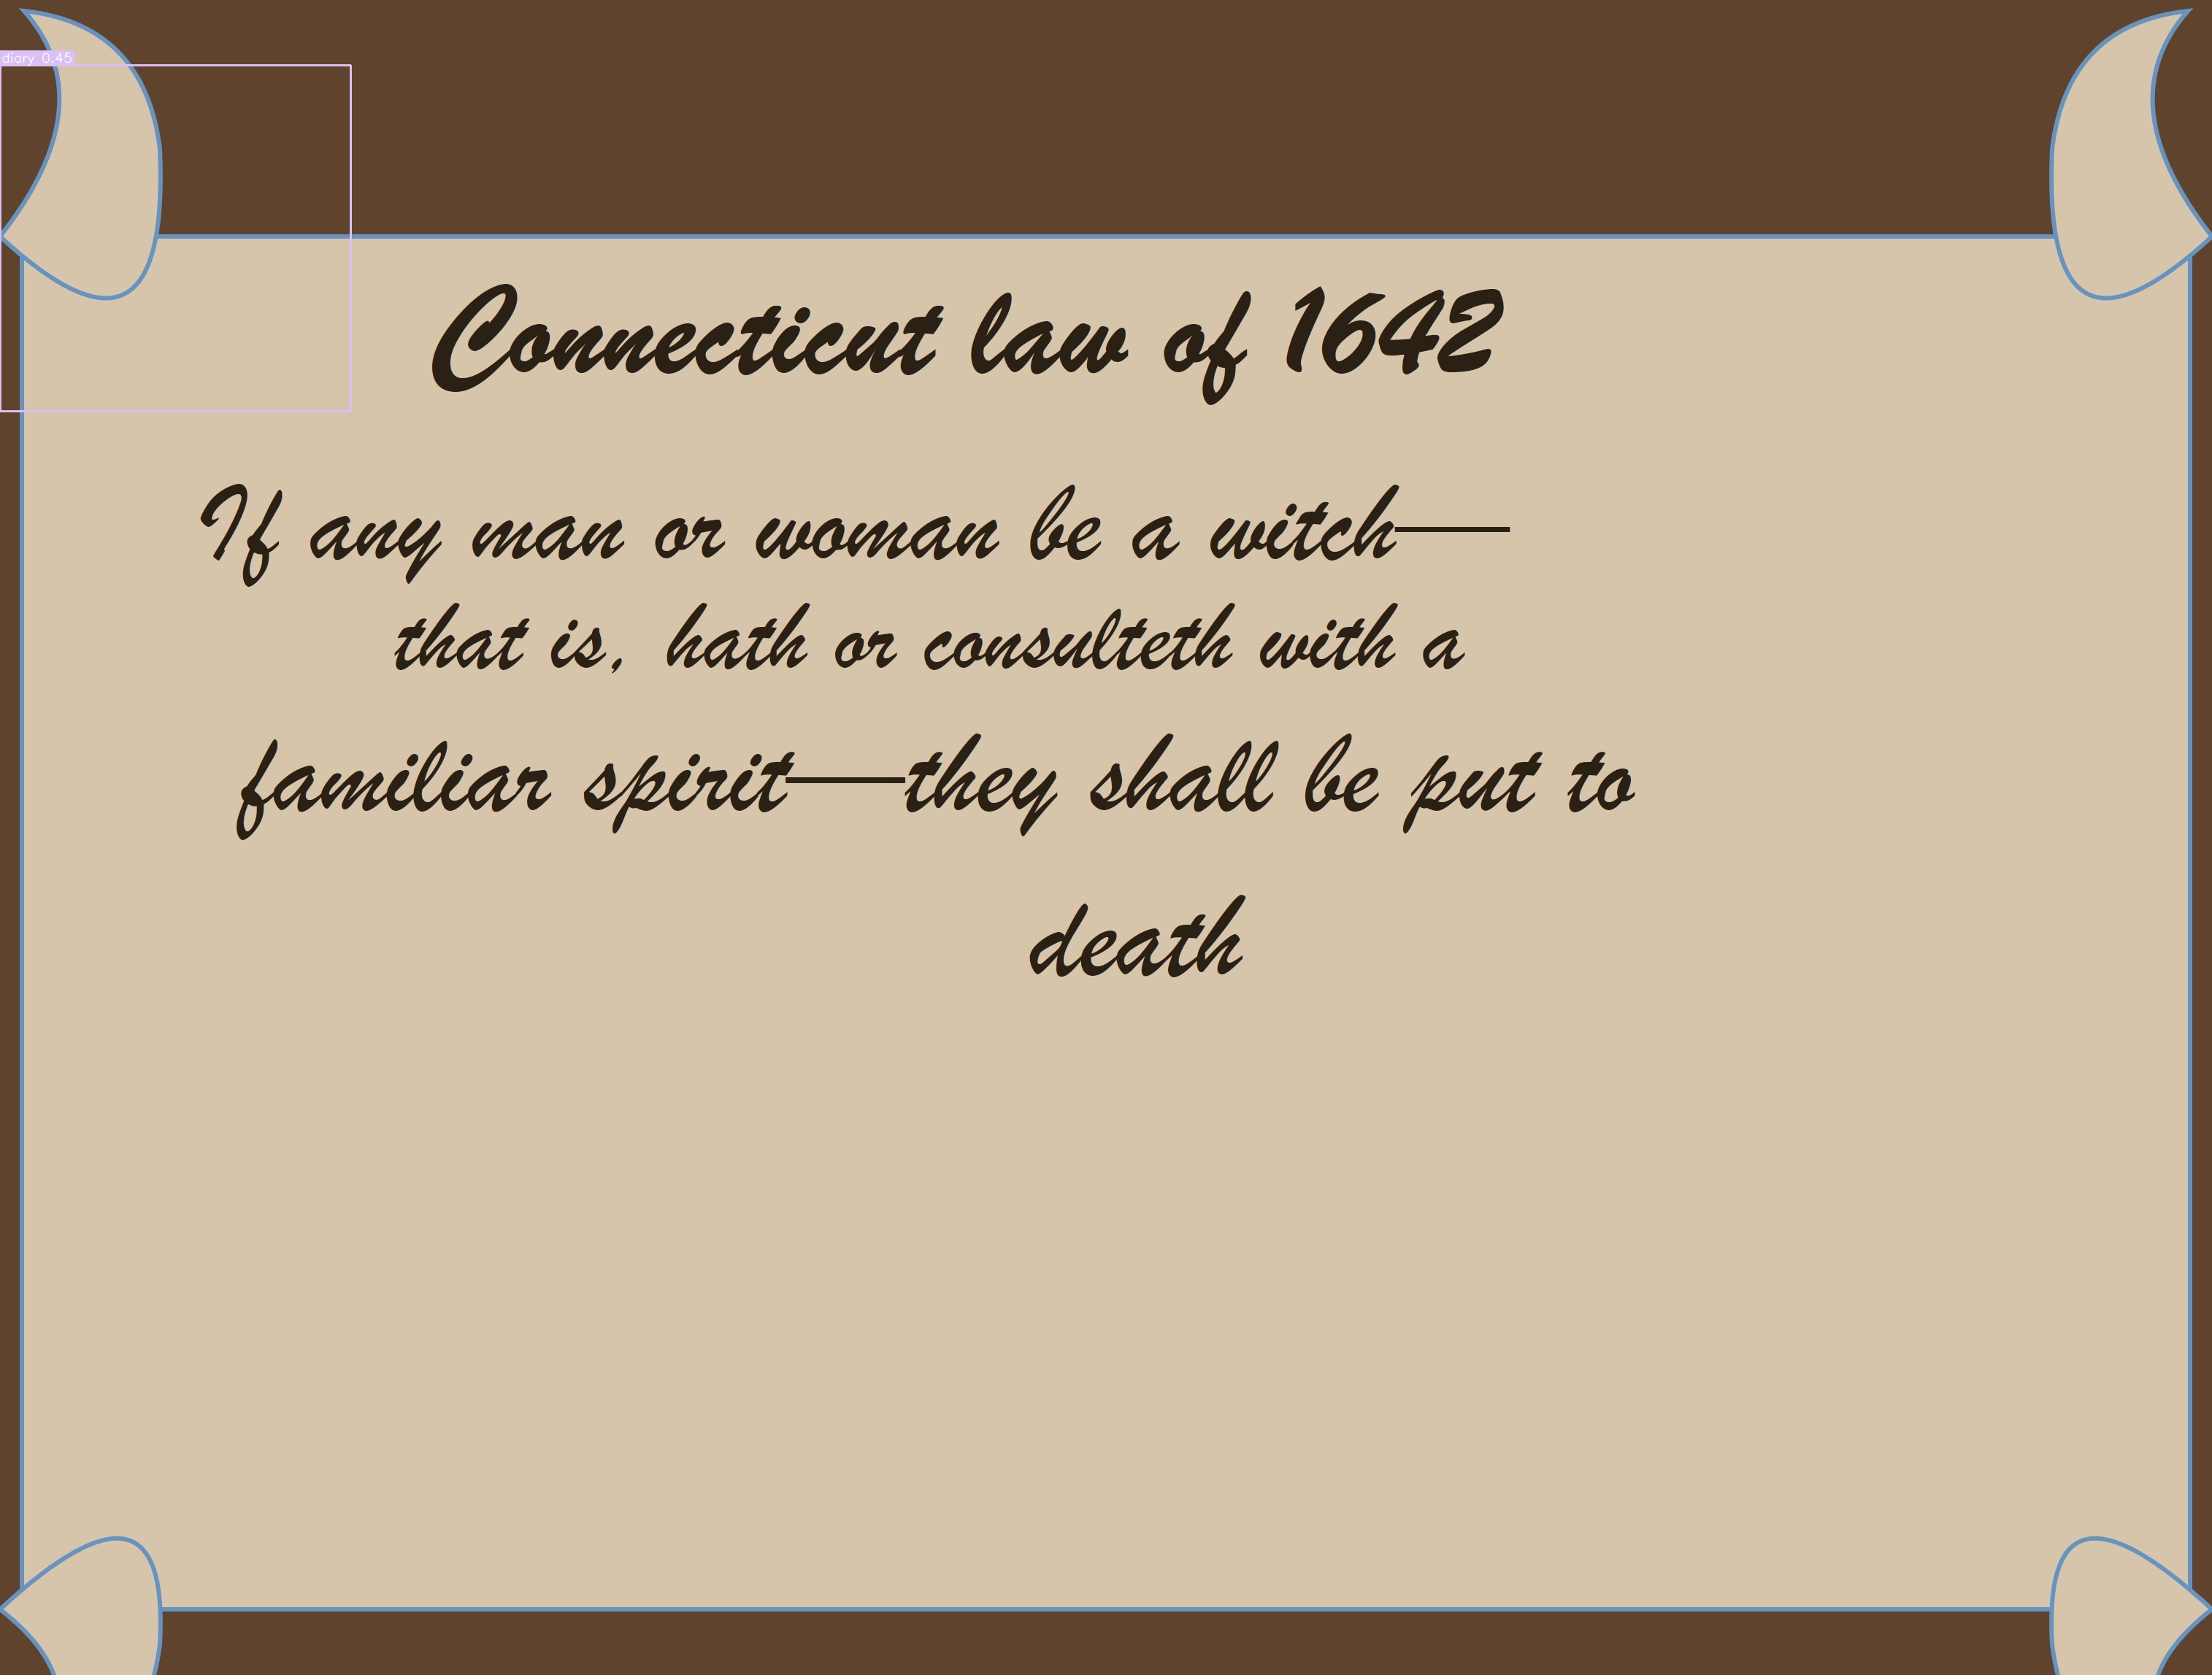 diary 0.45
Connecticut law of 1642
If any man or woman be a witch—
that is, hath or consulteth with a
familiar spirit—they shall be put to
death